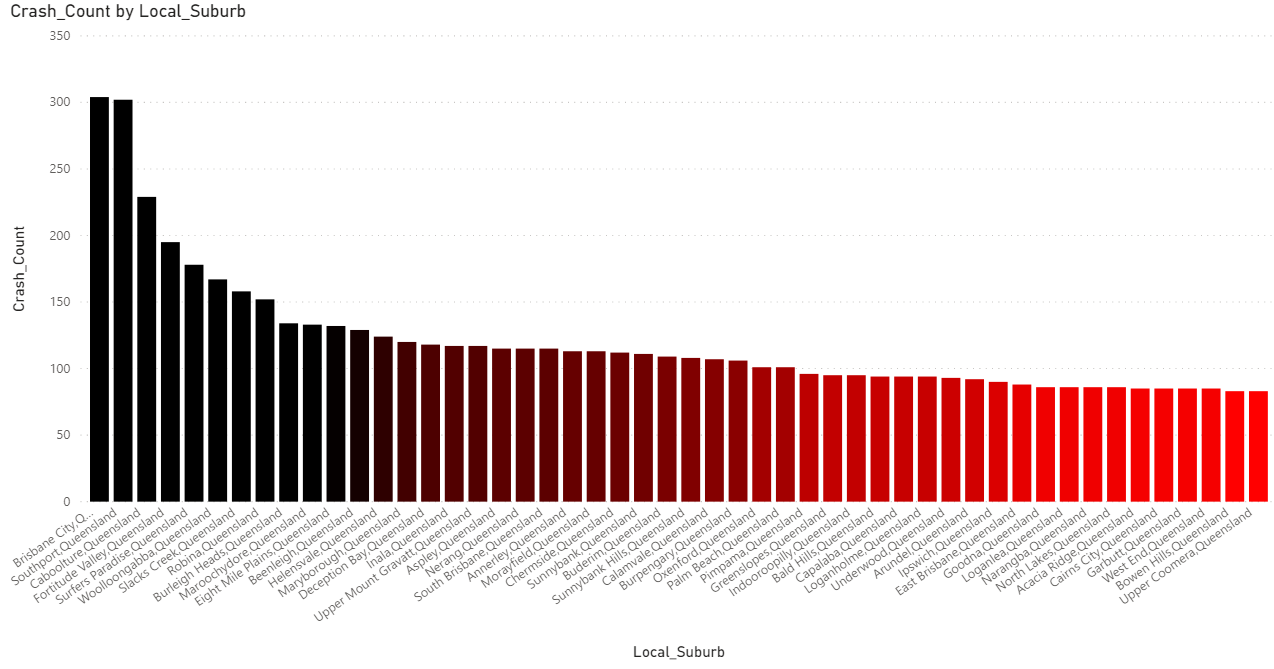 Crash_Count by Local_Suburb
350
300
250
200
150
100
50
0
Crash_Count
Brisbane City,Q...
Southport,Queensland
Caboolture,Queensland
Fortitude Valley,Queensland
Surfers Paradise,Queensland
Woolloongabba,Queensland
Slacks Creek,Queensland
Robina,Queensland
Burleigh Heads,Queensland
Maroochydore,Queensland
Eight Mile Plains,Queensland
Beenleigh,Queensland
Helensvale,Queensland
Maryborough,Queensland
Deception Bay,Queensland
Inala,Queensland
Upper Mount Gravatt,Queensland
Aspley,Queensland
Nerang,Queensland
South Brisbane,Queensland
Annerley,Queensland
Morayfield,Queensland
Chermside,Queensland
Sunnybank,Queensland
Buderim,Queensland
Sunnybank Hills,Queensland
Calamvale,Queensland
Burpengary,Queensland
Oxenford,Queensland
Palm Beach,Queensland
Pimpama,Queensland
Greenslopes,Queensland
Indooroopilly,Queensland
Bald Hills,Queensland
Capalaba,Queensland
Loganholme,Queensland
Underwood,Queensland
Arundel,Queensland
Ipswich,Queensland
East Brisbane,Queensland
Goodna,Queensland
Loganlea,Queensland
Narangba,Queensland
North Lakes,Queensland
Acacia Ridge,Queensland
Cairns City,Queensland
Garbutt,Queensland
West End,Queensland
Bowen Hills,Queensland
Upper Coomera,Queensland
Local_Suburb